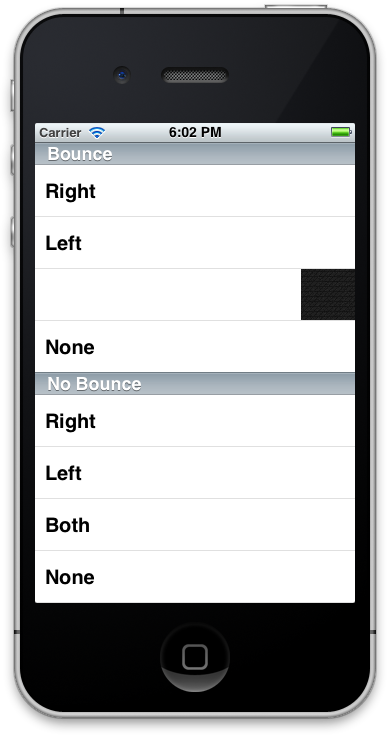 Carrier 6:02 PM
Bounce
Right
Left
None
No Bounce
Right
Left
Both
None